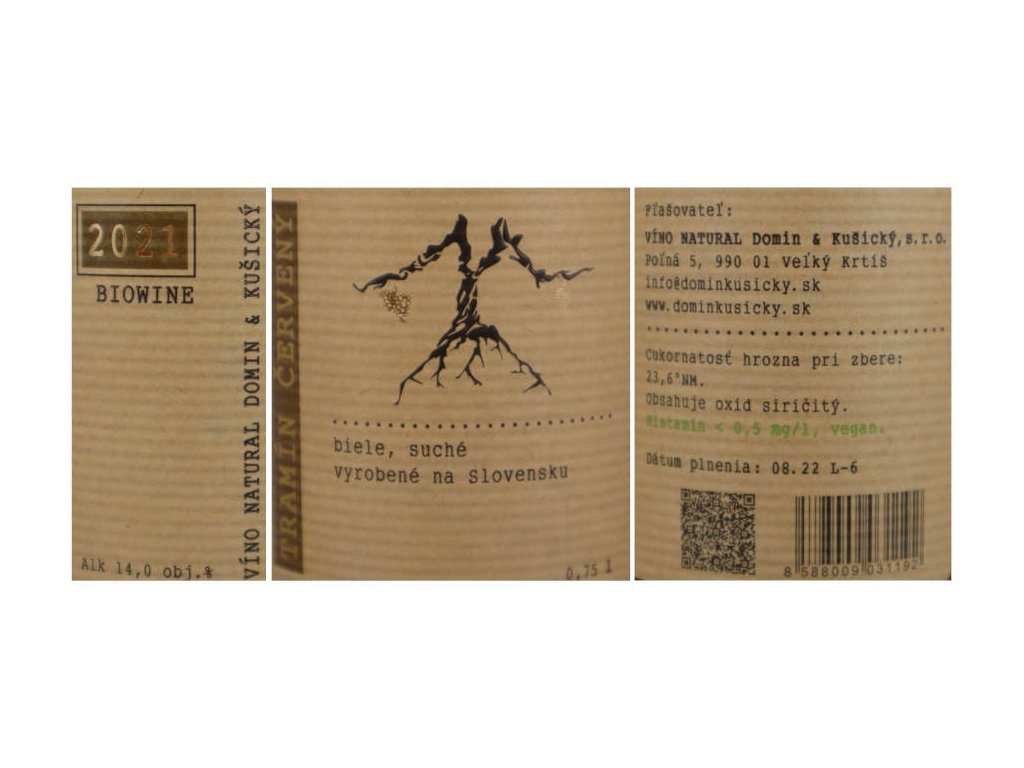 2021
BIOWINE
Alk 14,0 obj.%
VÍNO NATURAL DOMIN & KUŠICKÝ
TRAMÍN ČERVENÝ
biele, suché
vyrobené na Slovensku
0,75 l
Fľašovateľ:
VÍNO NATURAL Domin & Kušický,s.r.o.
Poľná 5, 990 01 Veľký Krtíš
info@dominkusicky.sk
www.dominkusicky.sk
Cukornatosť hrozna pri zbere:
23,6°NM.
Obsahuje oxid siričitý.
Histamín < 0,5 mg/l, vegan.
Dátum plnenia: 08.22 L-6
8 588009 031192